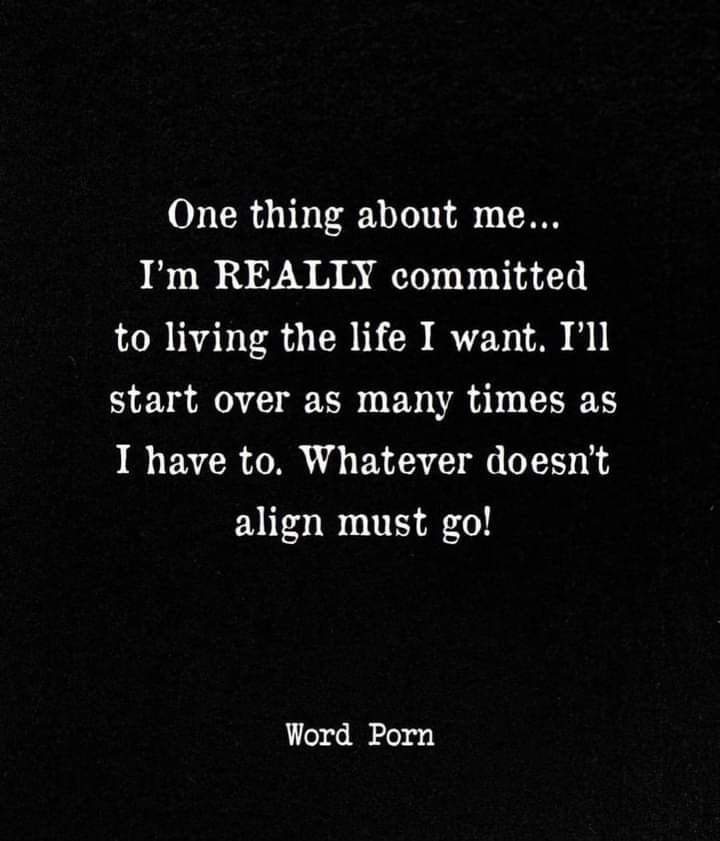 One thing about me...
I'm REALLY committed
to living the life I want. I'll
start over as many times as
I have to. Whatever doesn't
align must go!
Word Porn